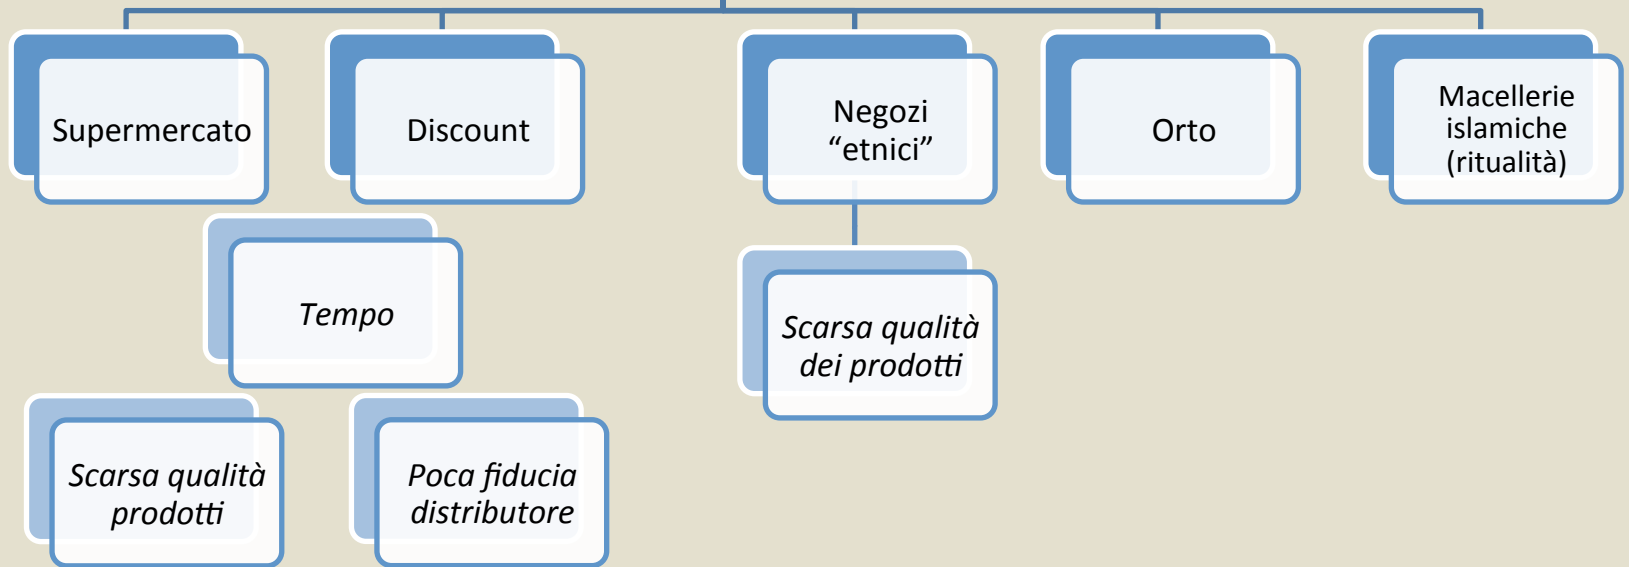 Supermercato
Discount
Negozi
“etnici”
Orto
Macellerie
islamiche
(ritualità)
Tempo
Scarsa qualità
dei prodotti
Scarsa qualità
prodotti
Poca fiducia
distributore